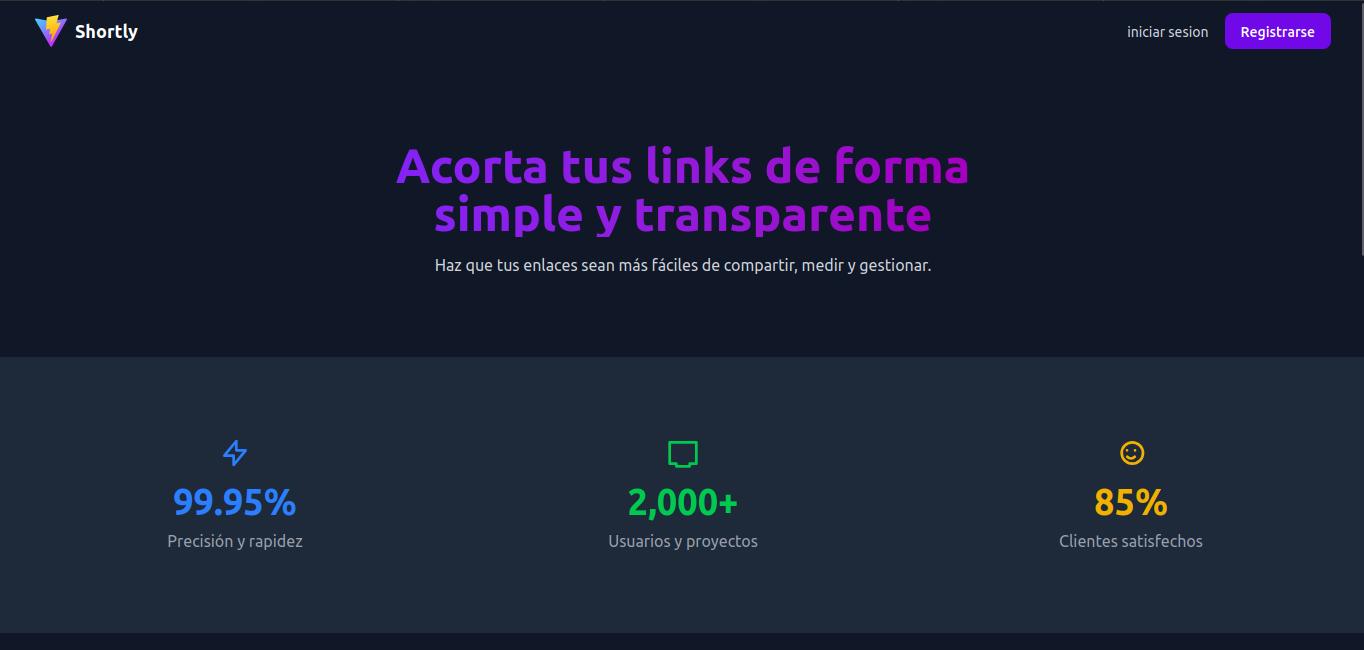 Shortly
iniciar sesion
Registrarse
Acorta tus links de forma
simple y transparente
Haz que tus enlaces sean más fáciles de compartir, medir y gestionar.
99.95%
Precisión y rapidez
2,000+
Usuarios y proyectos
85%
Clientes satisfechos